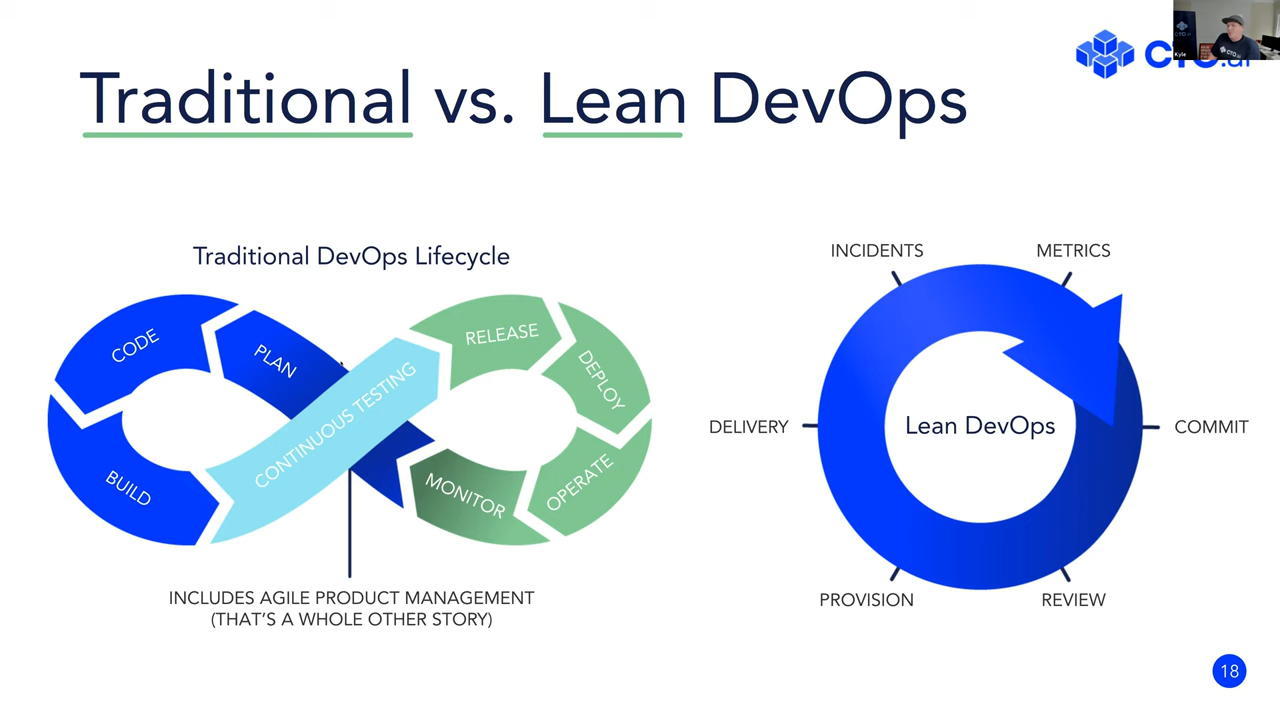 Traditional vs. Lean DevOps
Kyle
Traditional DevOps Lifecycle
CODE
PLAN
CONTINUOUS TESTING
BUILD
RELEASE
DEPLOY
OPERATE
MONITOR
INCLUDES AGILE PRODUCT MANAGEMENT
(THAT'S A WHOLE OTHER STORY)
INCIDENTS
METRICS
DELIVERY
Lean DevOps
COMMIT
PROVISION
REVIEW
18